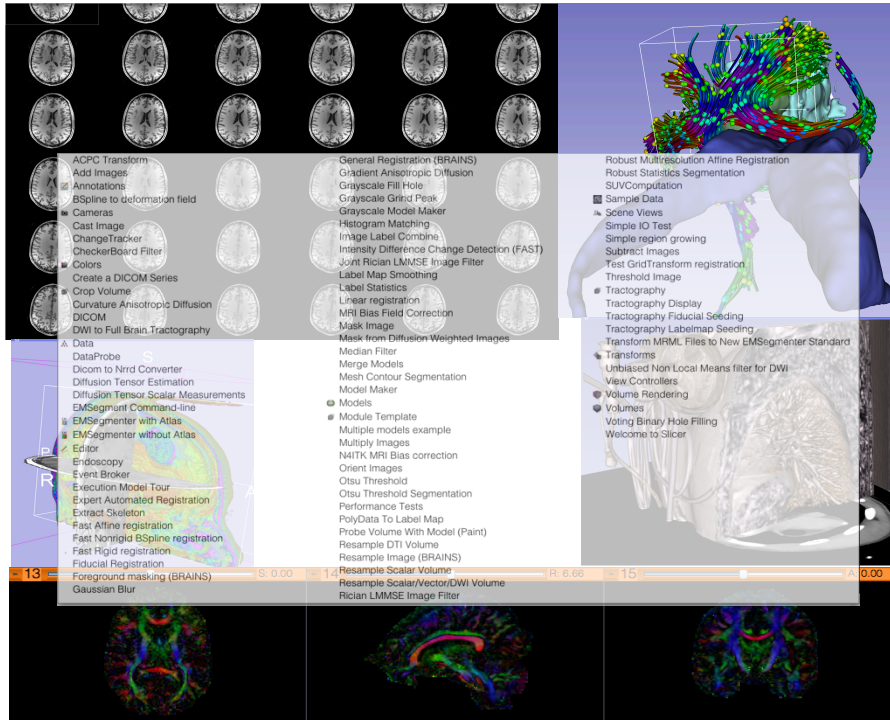 ACPC Transform
Add Images
Annotations
BSpline to deformation field
Cameras
Cast Image
ChangeTracker
CheckerBoard Filter
Colors
Create a DICOM Series
Crop Volume
Curvature Anisotropic Diffusion
DICOM
DWI to Full Brain Tractography
Data
DataProbe
Dicom to Nrrd Converter
Diffusion Tensor Estimation
Diffusion Tensor Scalar Measurements
EMSegment Command-line
EMSegmenter with Atlas
EMSegmenter without Atlas
Editor
Endoscopy
Event Broker
Execution Model Tour
Expert Automated Registration
Extract Skeleton
Fast Affine registration
Fast Nonrigid BSpline registration
Fast Rigid registration
Fiducial Registration
Foreground masking (BRAINS)
Gaussian Blur
General Registration (BRAINS)
Gradient Anisotropic Diffusion
Grayscale Fill Hole
Grayscale Grind Peak
Grayscale Model Maker
Histogram Matching
Image Label Combine
Intensity Difference Change Detection (FAST)
Joint Rician LMMSE Image Filter
Label Map Smoothing
Label Statistics
Linear registration
MRI Bias Field Correction
Mask Image
Mask from Diffusion Weighted Images
Median Filter
Merge Models
Mesh Contour Segmentation
Model Maker
Models
Module Template
Multiple models example
Multiply Images
N4ITK MRI Bias correction
Orient Images
Otsu Threshold
Otsu Threshold Segmentation
Performance Tests
PolyData To Label Map
Probe Volume With Model (Paint)
Resample DTI Volume
Resample Image (BRAINS)
Resample Scalar Volume
Resample Scalar/Vector/DWI Volume
Rician LMMSE Image Filter
Robust Multiresolution Affine Registration
Robust Statistics Segmentation
SUVComputation
Sample Data
Scene Views
Simple IO Test
Simple region growing
Subtract Images
Test GridTransform registration
Threshold Image
Tractography
Tractography Display
Tractography Fiducial Seeding
Tractography Labelmap Seeding
Transform MRML Files to New EMSegmenter Standard
Transforms
Unbiased Non Local Means filter for DWI
View Controllers
Volume Rendering
Volumes
Voting Binary Hole Filling
Welcome to Slicer
S
P
R
A
13 S: 0.00
14 R: 6.66
15 A: 0.00